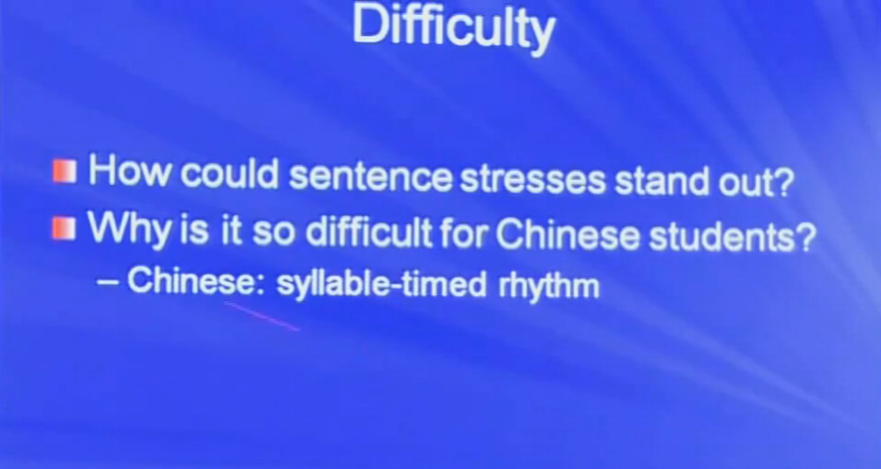 Difficulty
How could sentence stresses stand out?
Why is it so difficult for Chinese students?
– Chinese: syllable-timed rhythm